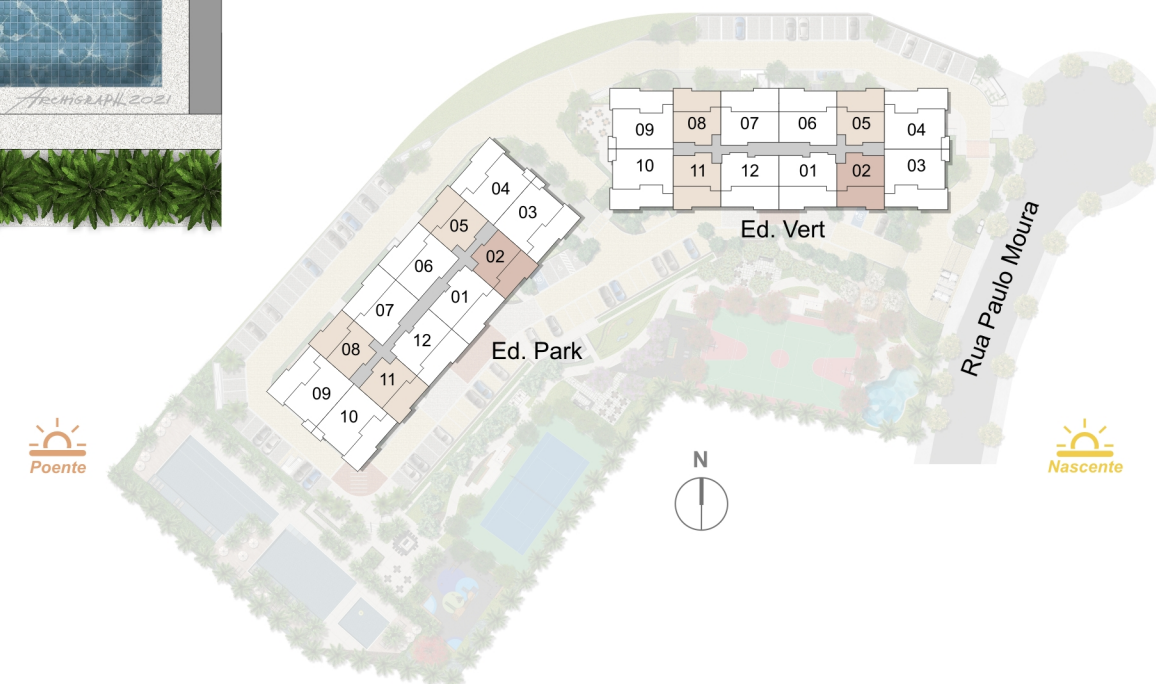 ARCHIGRAPH 2021
09 08 07 06 05 04
10 11 12 01 02 03
Ed. Vert
04
03
05
02
06
01
07
12
08
11
09
10
Ed. Park
Rua Paulo Moura
Poente
Nascente
N